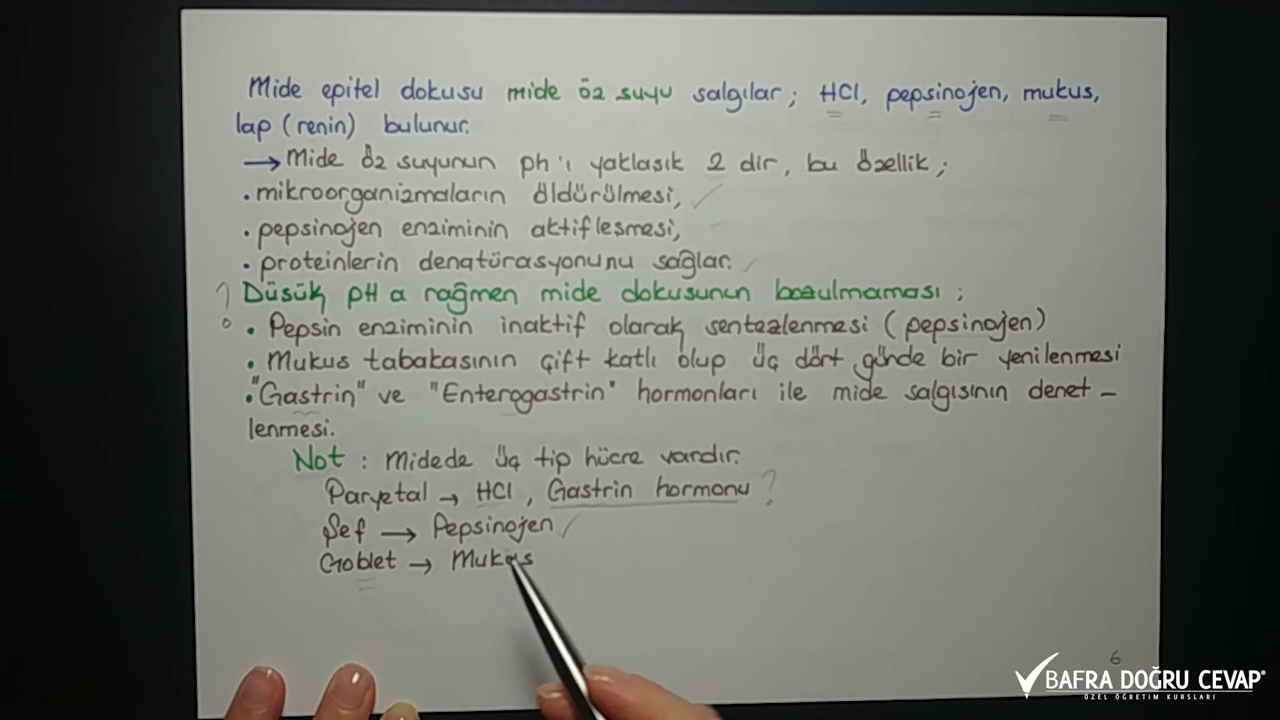 Mide epitel dokusu mide öz suyu salgılar; HCl, pepsinojen, mukus,
lap (renin) bulunur.
→ Mide Öz suyunun ph'ı yaklaşık 2 dir, bu özellik;
• mikroorganizmaların öldürülmesi, ✓
• pepsinojen enziminin aktifleşmesi,
• proteinlerin denatürasyonunu sağlar.
? Düşük pH a rağmen mide dokusunun bozulmaması;
• Pepsin enziminin inaktif olarak sentezlenmesi (pepsinojen)
• Mukus tabakasının çift katlı olup üç dört günde bir yenilenmesi
• "Gastrin" ve "Enterogastrin" hormonları ile mide salgısının denet-
lenmesi.
Not: Midede üç tip hücre vardır.
Paryetal → HCl, Gastrin hormonu ?
Şef → Pepsinojen
Goblet → Mukus
6
BAFRA DOĞRU CEVAP®
ÖZEL ÖĞRETİM KURSLARI